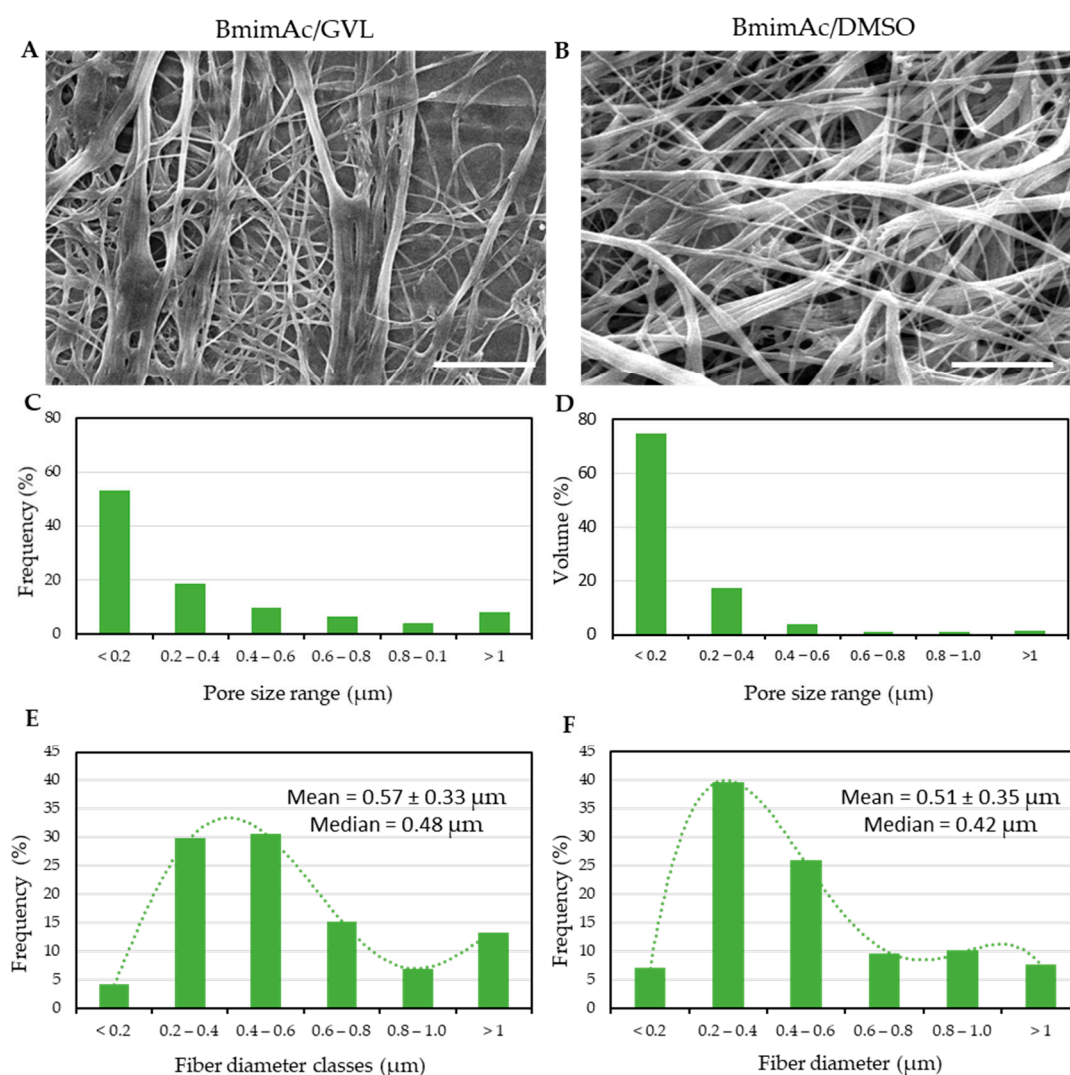 BmimAc/GVL
BmimAc/DMSO
A
B
C
80
60
40
20
0
Frequency (%)
< 0.2
0.2 – 0.4
0.4 – 0.6
0.6 – 0.8
0.8 – 0.1
> 1
Pore size range (µm)
D
80
60
40
20
0
Volume (%)
< 0.2
0.2 – 0.4
0.4 – 0.6
0.6 – 0.8
0.8 – 1.0
>1
Pore size range (µm)
E
45
40
35
30
25
20
15
10
5
0
Frequency (%)
Mean = 0.57 ± 0.33 µm
Median = 0.48 µm
< 0.2
0.2 – 0.4
0.4 – 0.6
0.6 – 0.8
0.8 – 1.0
> 1
Fiber diameter classes (µm)
F
45
40
35
30
25
20
15
10
5
0
Frequency (%)
Mean = 0.51 ± 0.35 µm
Median = 0.42 µm
< 0.2
0.2 – 0.4
0.4 – 0.6
0.6 – 0.8
0.8 – 1.0
> 1
Fiber diameter (µm)